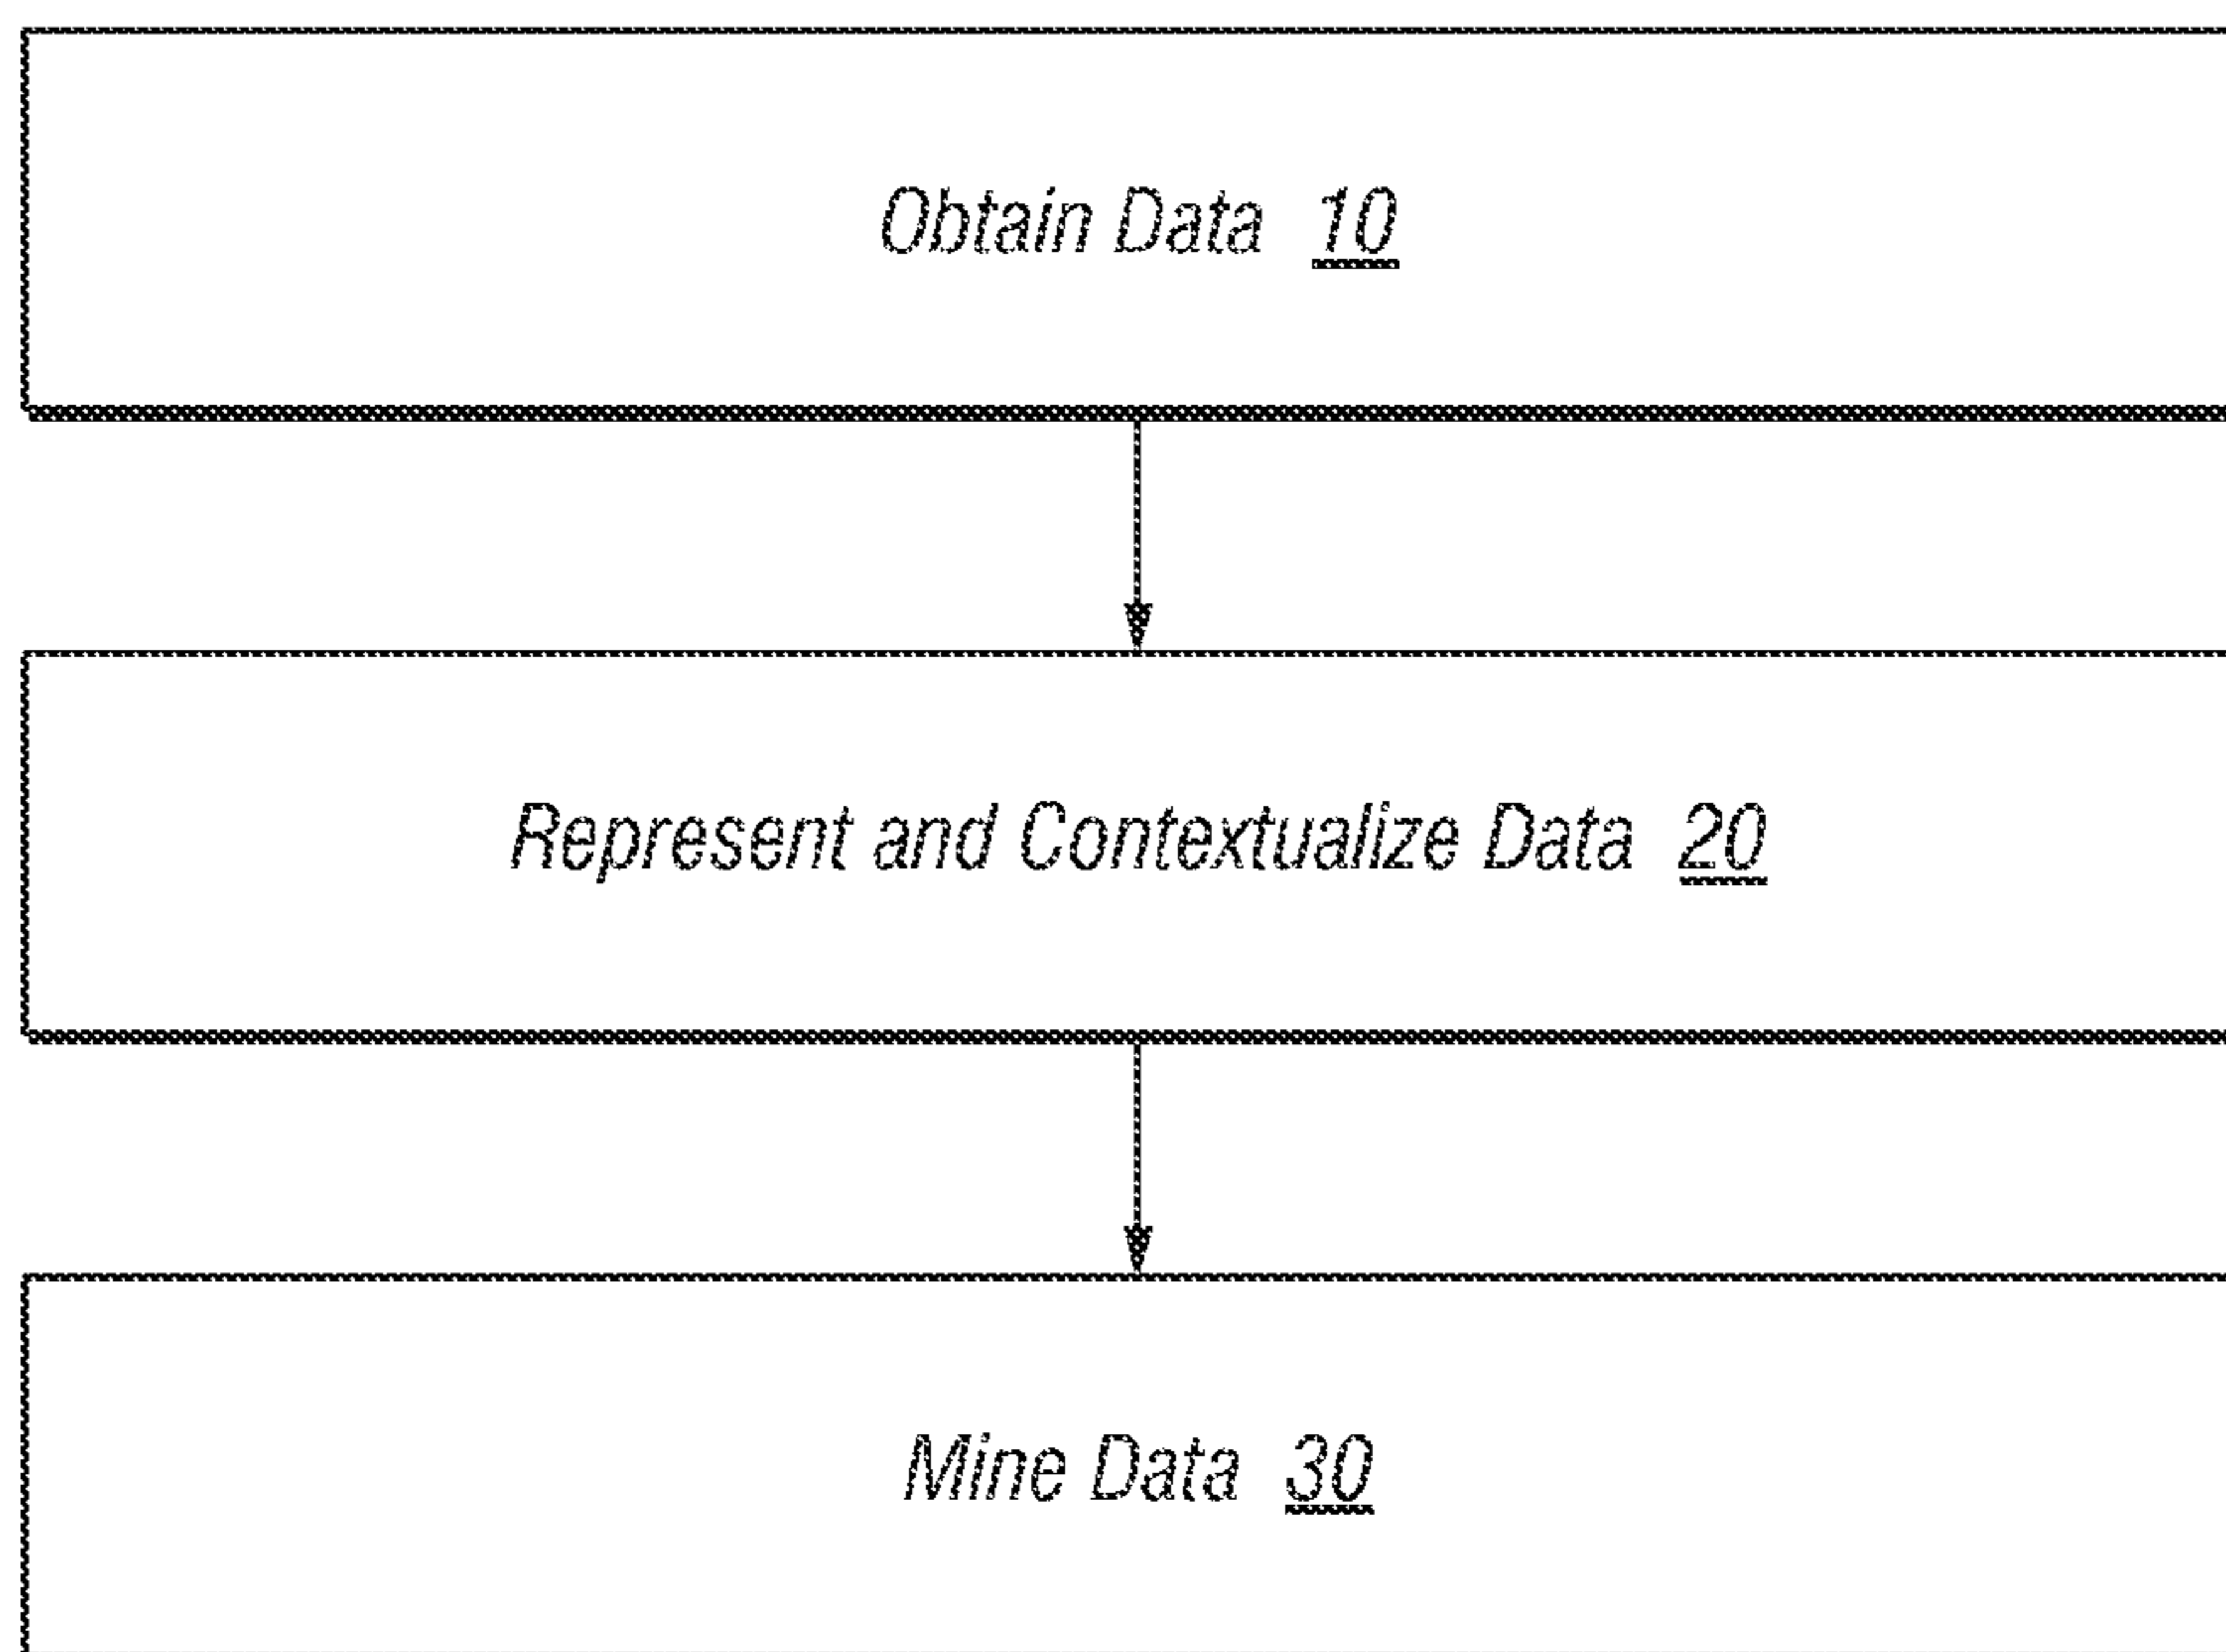 Obtain Data 10
Represent and Contextualize Data 20
Mine Data 30